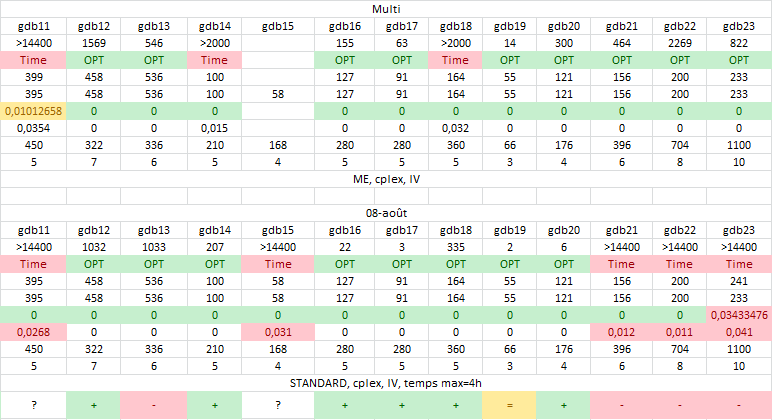 Multi
gdb11 gdb12 gdb13 gdb14 gdb15 gdb16 gdb17 gdb18 gdb19 gdb20 gdb21 gdb22 gdb23
>14400 1569 546 >2000 155 63 >2000 14 300 464 2269 822
Time OPT OPT Time OPT OPT Time OPT OPT OPT OPT OPT
399 458 536 100 127 91 164 55 121 156 200 233
395 458 536 100 58 127 91 164 55 121 156 200 233
0,01012658 0 0 0 0 0 0 0 0 0 0 0
0,0354 0 0 0,015 0 0 0,032 0 0 0 0 0
450 322 336 210 168 280 280 360 66 176 396 704 1100
5 7 6 5 4 5 5 5 3 4 6 8 10
ME, cplex, IV
08-août
gdb11 gdb12 gdb13 gdb14 gdb15 gdb16 gdb17 gdb18 gdb19 gdb20 gdb21 gdb22 gdb23
>14400 1032 1033 207 >14400 22 3 335 2 6 >14400 >14400 >14400
Time OPT OPT OPT Time OPT OPT OPT OPT OPT Time Time Time
395 458 536 100 58 127 91 164 55 121 156 200 241
395 458 536 100 58 127 91 164 55 121 156 200 233
0 0 0 0 0 0 0 0 0 0 0 0 0,03433476
0,0268 0 0 0 0,031 0 0 0 0 0 0,012 0,011 0,041
450 322 336 210 168 280 280 360 66 176 396 704 1100
5 7 6 5 4 5 5 5 3 4 6 8 10
STANDARD, cplex, IV, temps max=4h
? + - + ? + + + = + - - -